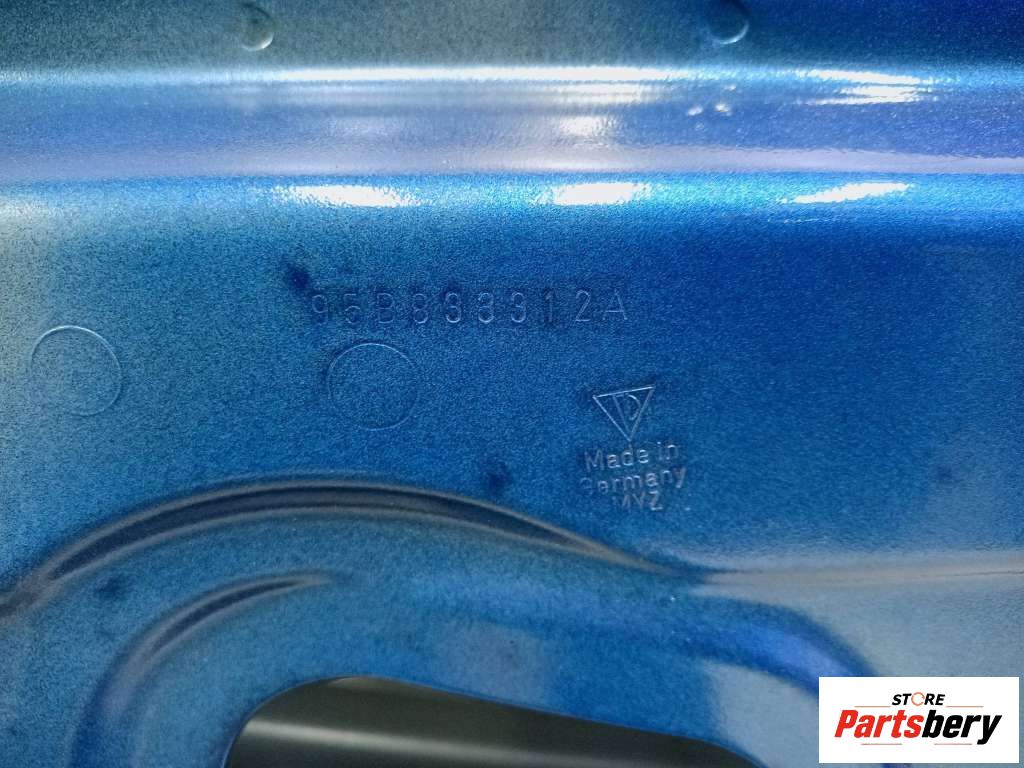 95B833312A
Made in
Germany
MYZ
STORE
Partsbery